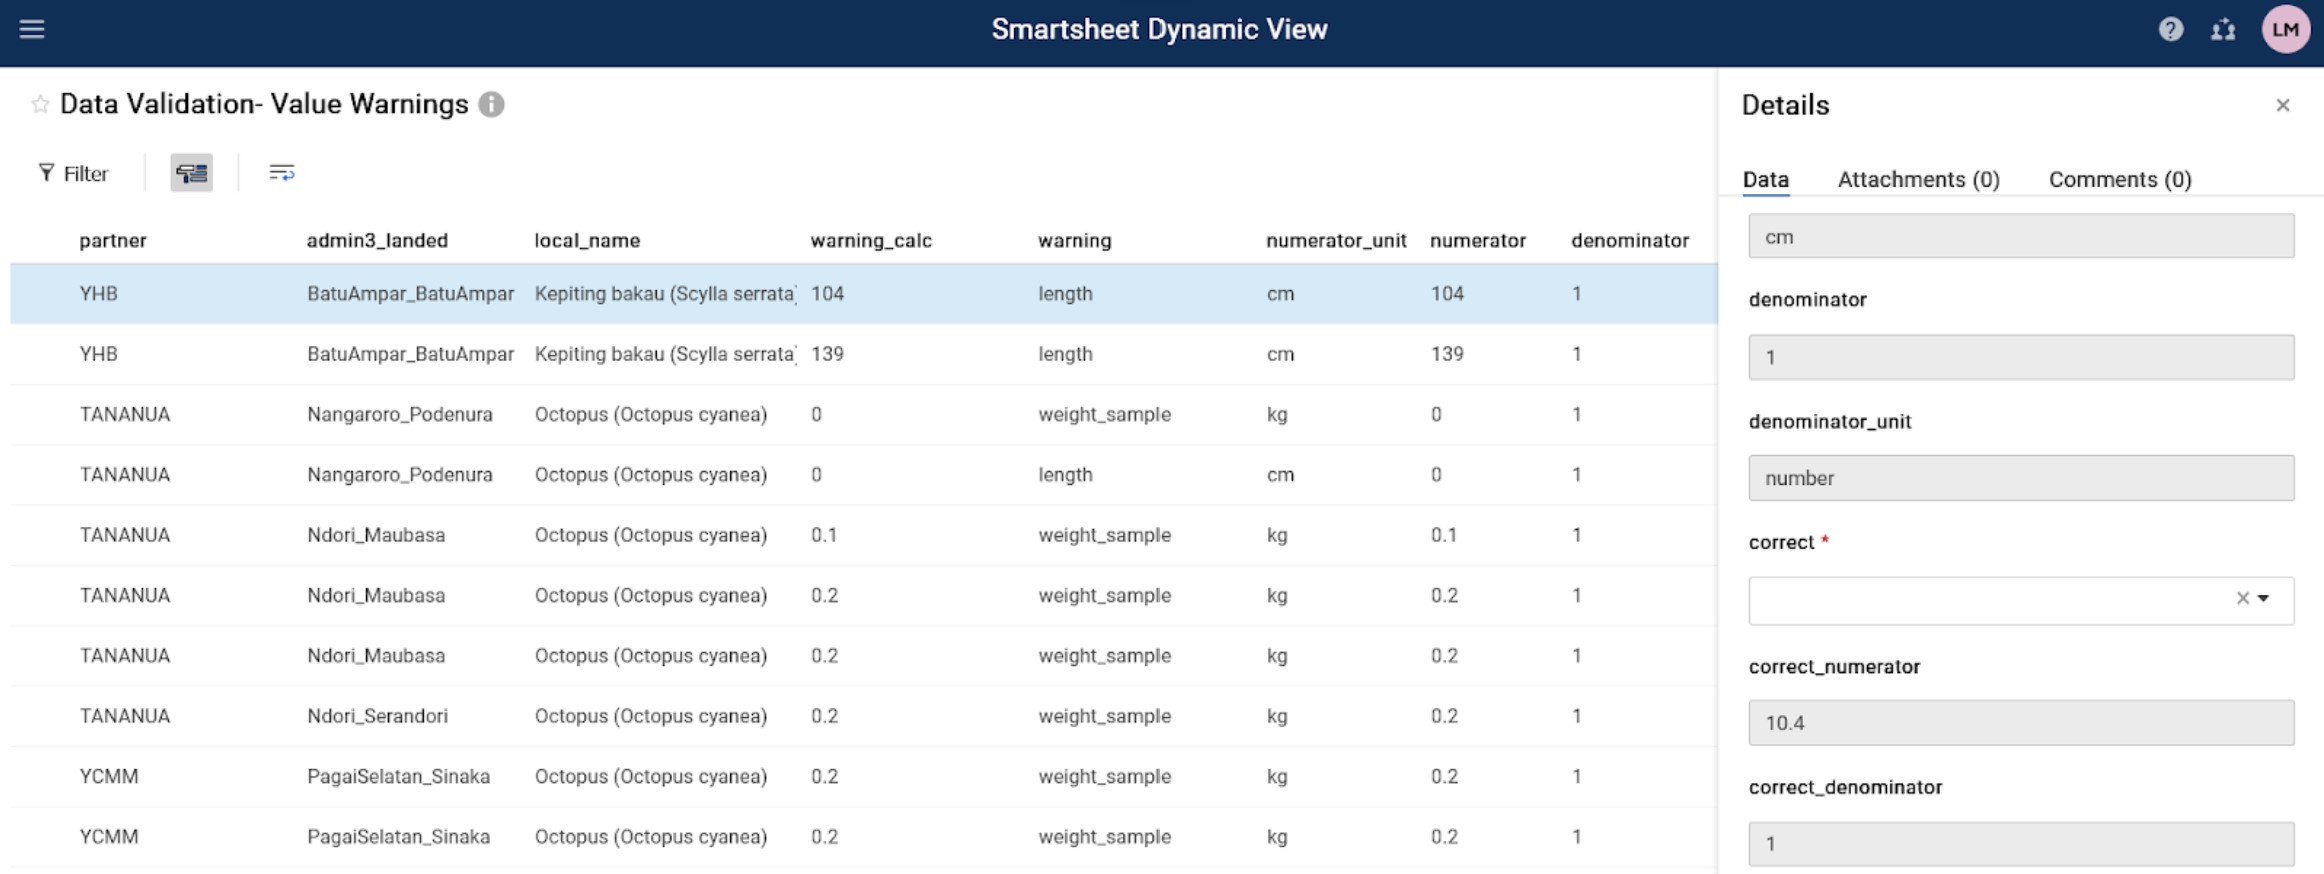 Smartsheet Dynamic View
LM
Data Validation- Value Warnings
Filter
partner admin3_landed local_name warning_calc warning numerator_unit numerator denominator
YHB BatuAmpar_BatuAmpar Kepiting bakau (Scylla serrata) 104 length cm 104 1
YHB BatuAmpar_BatuAmpar Kepiting bakau (Scylla serrata) 139 length cm 139 1
TANANUA Nangaroro_Podenura Octopus (Octopus cyanea) 0 weight_sample kg 0 1
TANANUA Nangaroro_Podenura Octopus (Octopus cyanea) 0 length cm 0 1
TANANUA Ndori_Maubasa Octopus (Octopus cyanea) 0.1 weight_sample kg 0.1 1
TANANUA Ndori_Maubasa Octopus (Octopus cyanea) 0.2 weight_sample kg 0.2 1
TANANUA Ndori_Maubasa Octopus (Octopus cyanea) 0.2 weight_sample kg 0.2 1
TANANUA Ndori_Serandori Octopus (Octopus cyanea) 0.2 weight_sample kg 0.2 1
YCMM PagaiSelatan_Sinaka Octopus (Octopus cyanea) 0.2 weight_sample kg 0.2 1
YCMM PagaiSelatan_Sinaka Octopus (Octopus cyanea) 0.2 weight_sample kg 0.2 1
Details
Data Attachments (0) Comments (0)
cm
denominator
1
denominator_unit
number
correct *
correct_numerator
10.4
correct_denominator
1